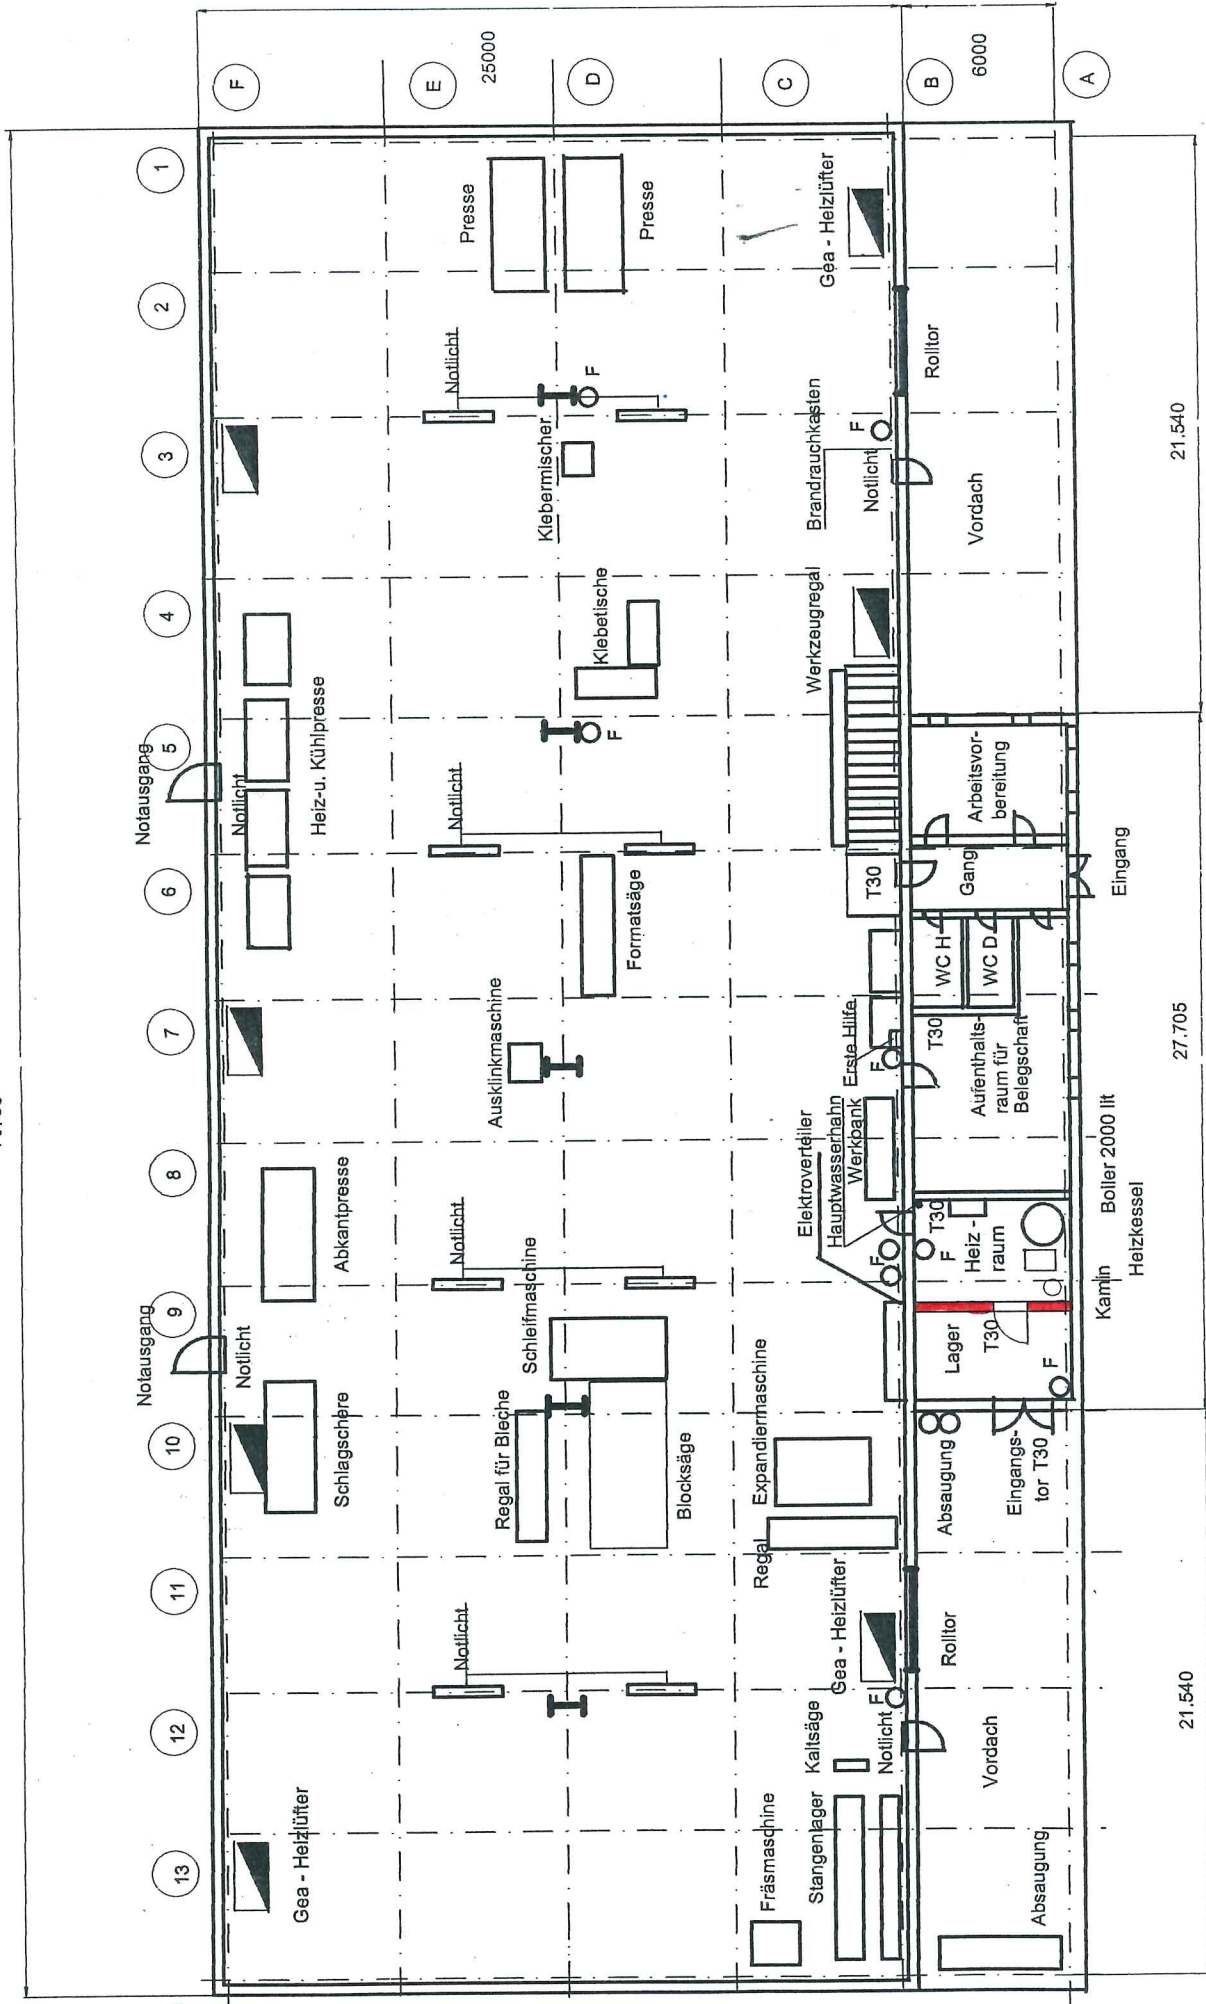 F
E
25000
D
C
B
6000
A
1
2
3
4
5
6
7
8
9
10
11
12
13
Presse
Presse
Gea - Heizlüfter
Notlicht
F
Klebermischer
Brandrauchkasten
F
Notlicht
Rolltor
Vordach
21.540
Klebetische
Werkzeugregal
Notausgang
Notlicht
Heiz-u. Kühlpresse
F
Notlicht
Formatsäge
T30
Arbeitsvor-
bereitung
Gang
Eingang
WC H
WC D
Ausklinkmaschine
Erste Hilfe
F
T30
Aufenthalts-
raum für
Belegschaft
27.705
Abkantpresse
Notlicht
Elektroverteiler
Hauptwasserhahn
Werkbank
F
T30
F
Heiz -
raum
Boiler 2000 lit
Heizkessel
Kamin
Notausgang
Notlicht
Schleifmaschine
Lager
T30
F
Schlagschere
Regal für Bleche
Blocksäge
Expandiermaschine
Regal
Absaugung
Eingangs-
tor T30
Notlicht
Gea - Heizlüfter
Rolltor
F
Notlicht
Kaltsäge
Vordach
21.540
Gea - Heizlüfter
Fräsmaschine
Stangenlager
Absaugung